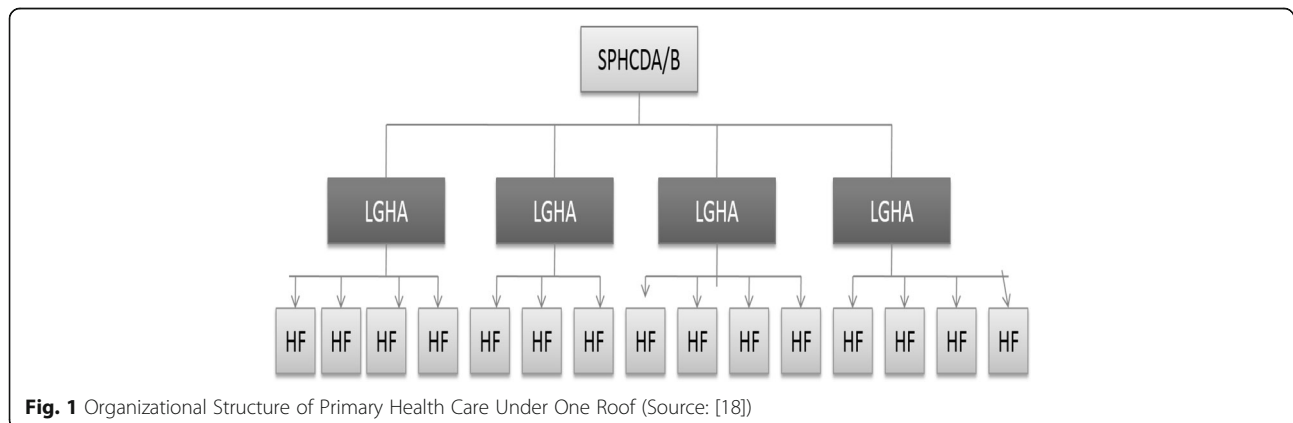 SPHCDA/B
LGHA LGHA LGHA LGHA
HF HF HF HF HF HF HF HF HF HF HF HF HF HF HF
Fig. 1 Organizational Structure of Primary Health Care Under One Roof (Source: [18])